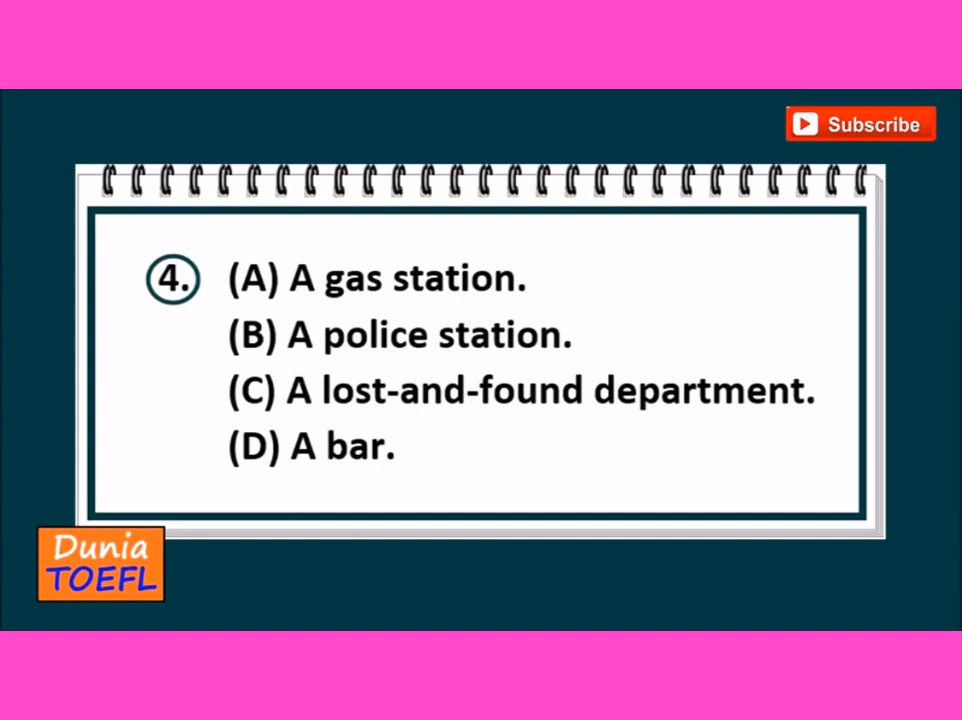 Subscribe
4. (A) A gas station.
(B) A police station.
(C) A lost-and-found department.
(D) A bar.
Dunia
TOEFL